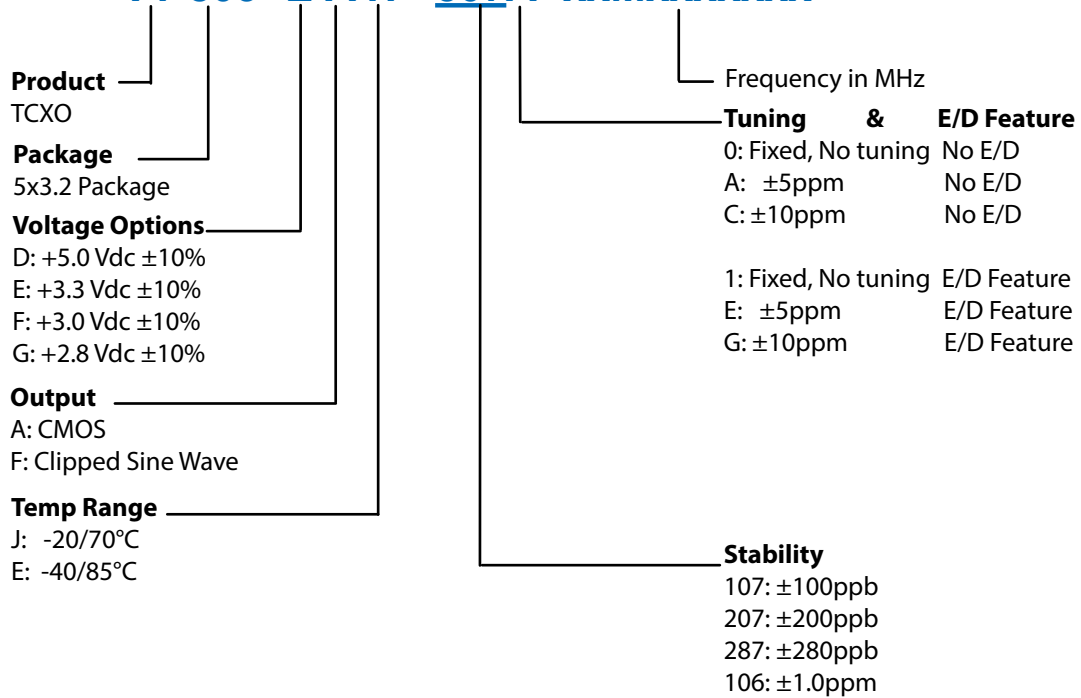 Product
TCXO
Package
5x3.2 Package
Voltage Options
D: +5.0 Vdc ±10%
E: +3.3 Vdc ±10%
F: +3.0 Vdc ±10%
G: +2.8 Vdc ±10%
Output
A: CMOS
F: Clipped Sine Wave
Temp Range
J: -20/70°C
E: -40/85°C
Frequency in MHz
Tuning & E/D Feature
0: Fixed, No tuning No E/D
A: ±5ppm No E/D
C: ±10ppm No E/D
1: Fixed, No tuning E/D Feature
E: ±5ppm E/D Feature
G: ±10ppm E/D Feature
Stability
107: ±100ppb
207: ±200ppb
287: ±280ppb
106: ±1.0ppm